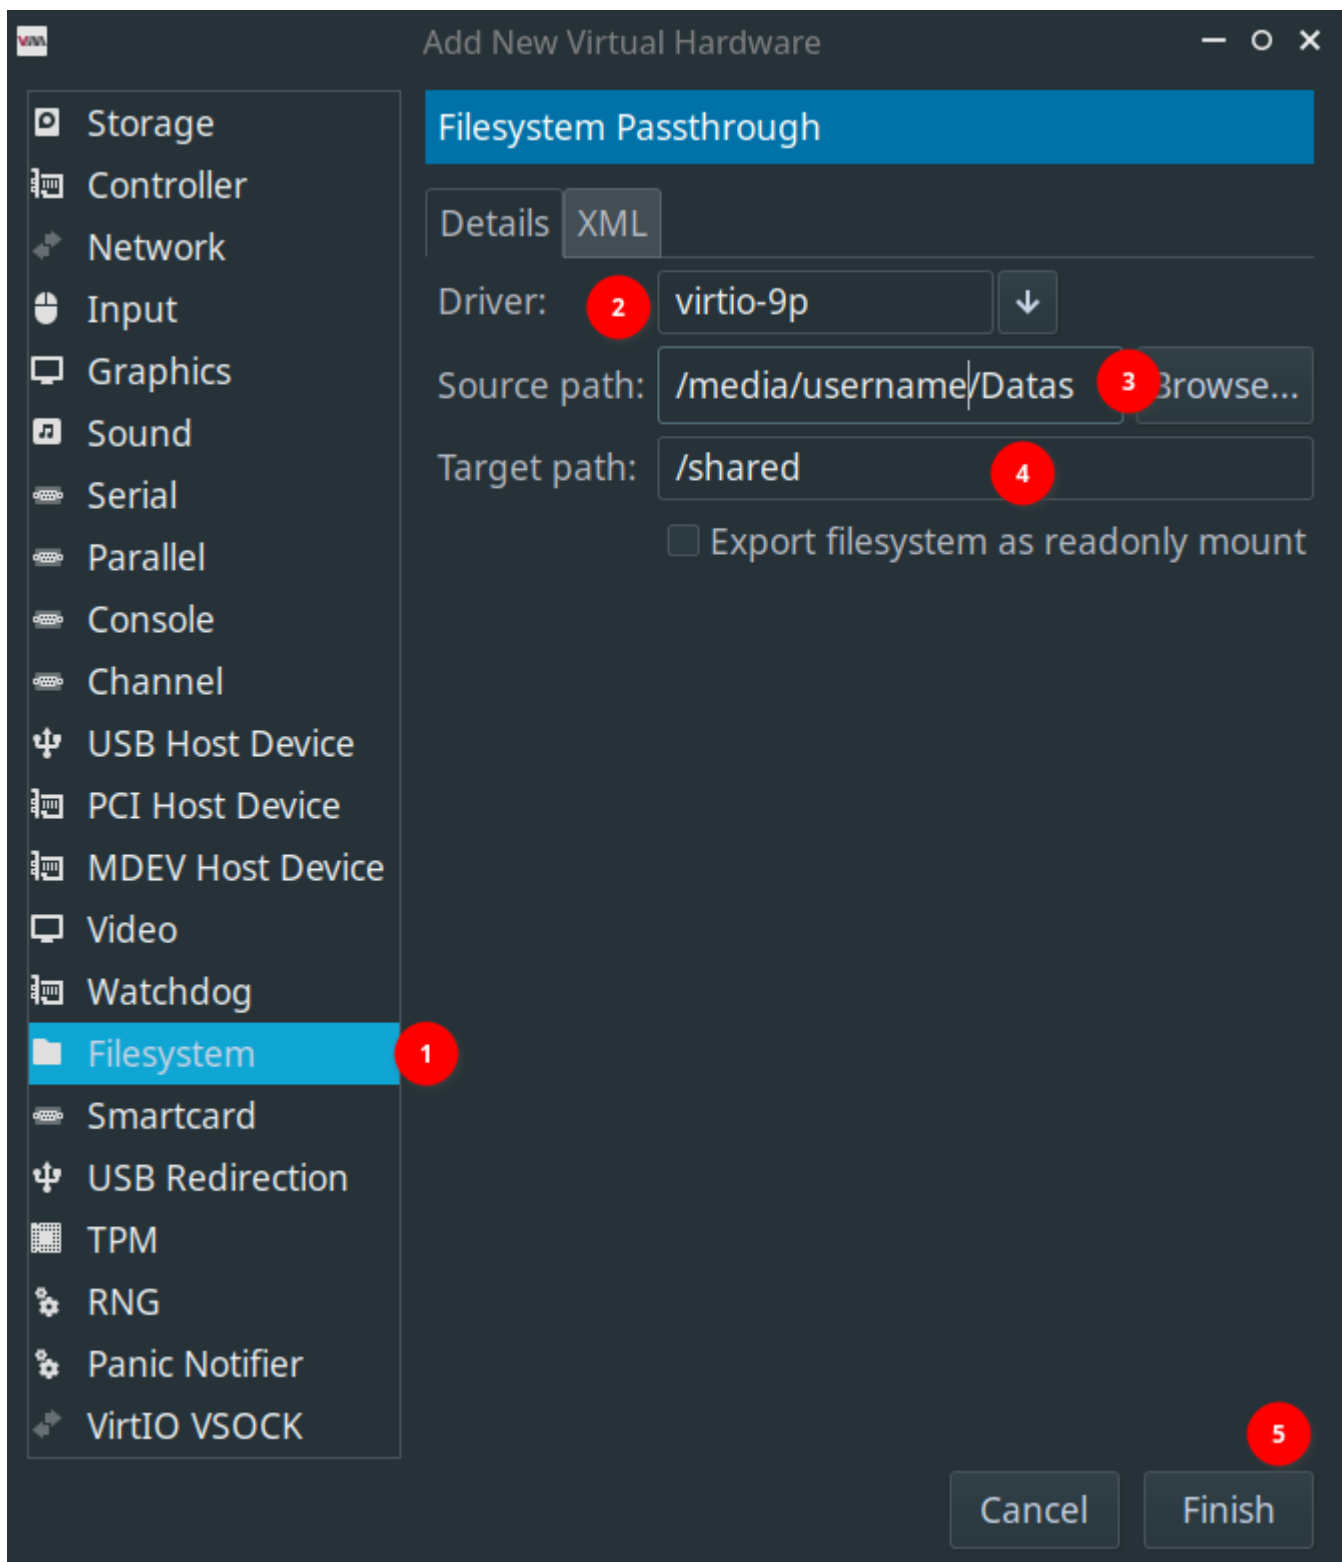 Add New Virtual Hardware
Storage
Controller
Network
Input
Graphics
Sound
Serial
Parallel
Console
Channel
USB Host Device
PCI Host Device
MDEV Host Device
Video
Watchdog
Filesystem 1
Smartcard
USB Redirection
TPM
RNG
Panic Notifier
VirtIO VSOCK
Filesystem Passthrough
Details XML
Driver: 2 virtio-9p
Source path: /media/username/Datas 3 Browse...
Target path: /shared 4
Export filesystem as readonly mount
5
Cancel Finish